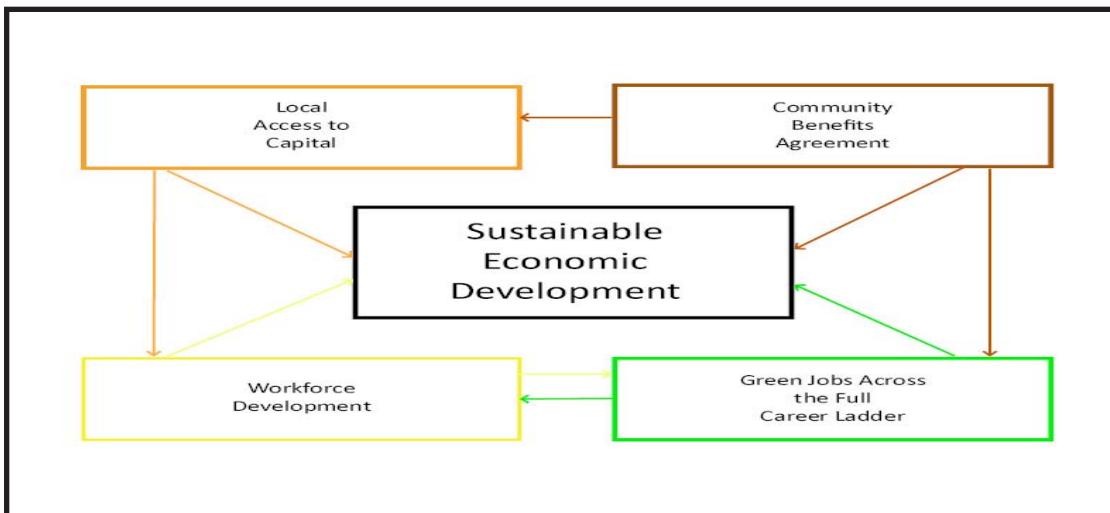 Local
Access to
Capital
Community
Benefits
Agreement
Sustainable
Economic
Development
Workforce
Development
Green Jobs Across
the Full
Career Ladder